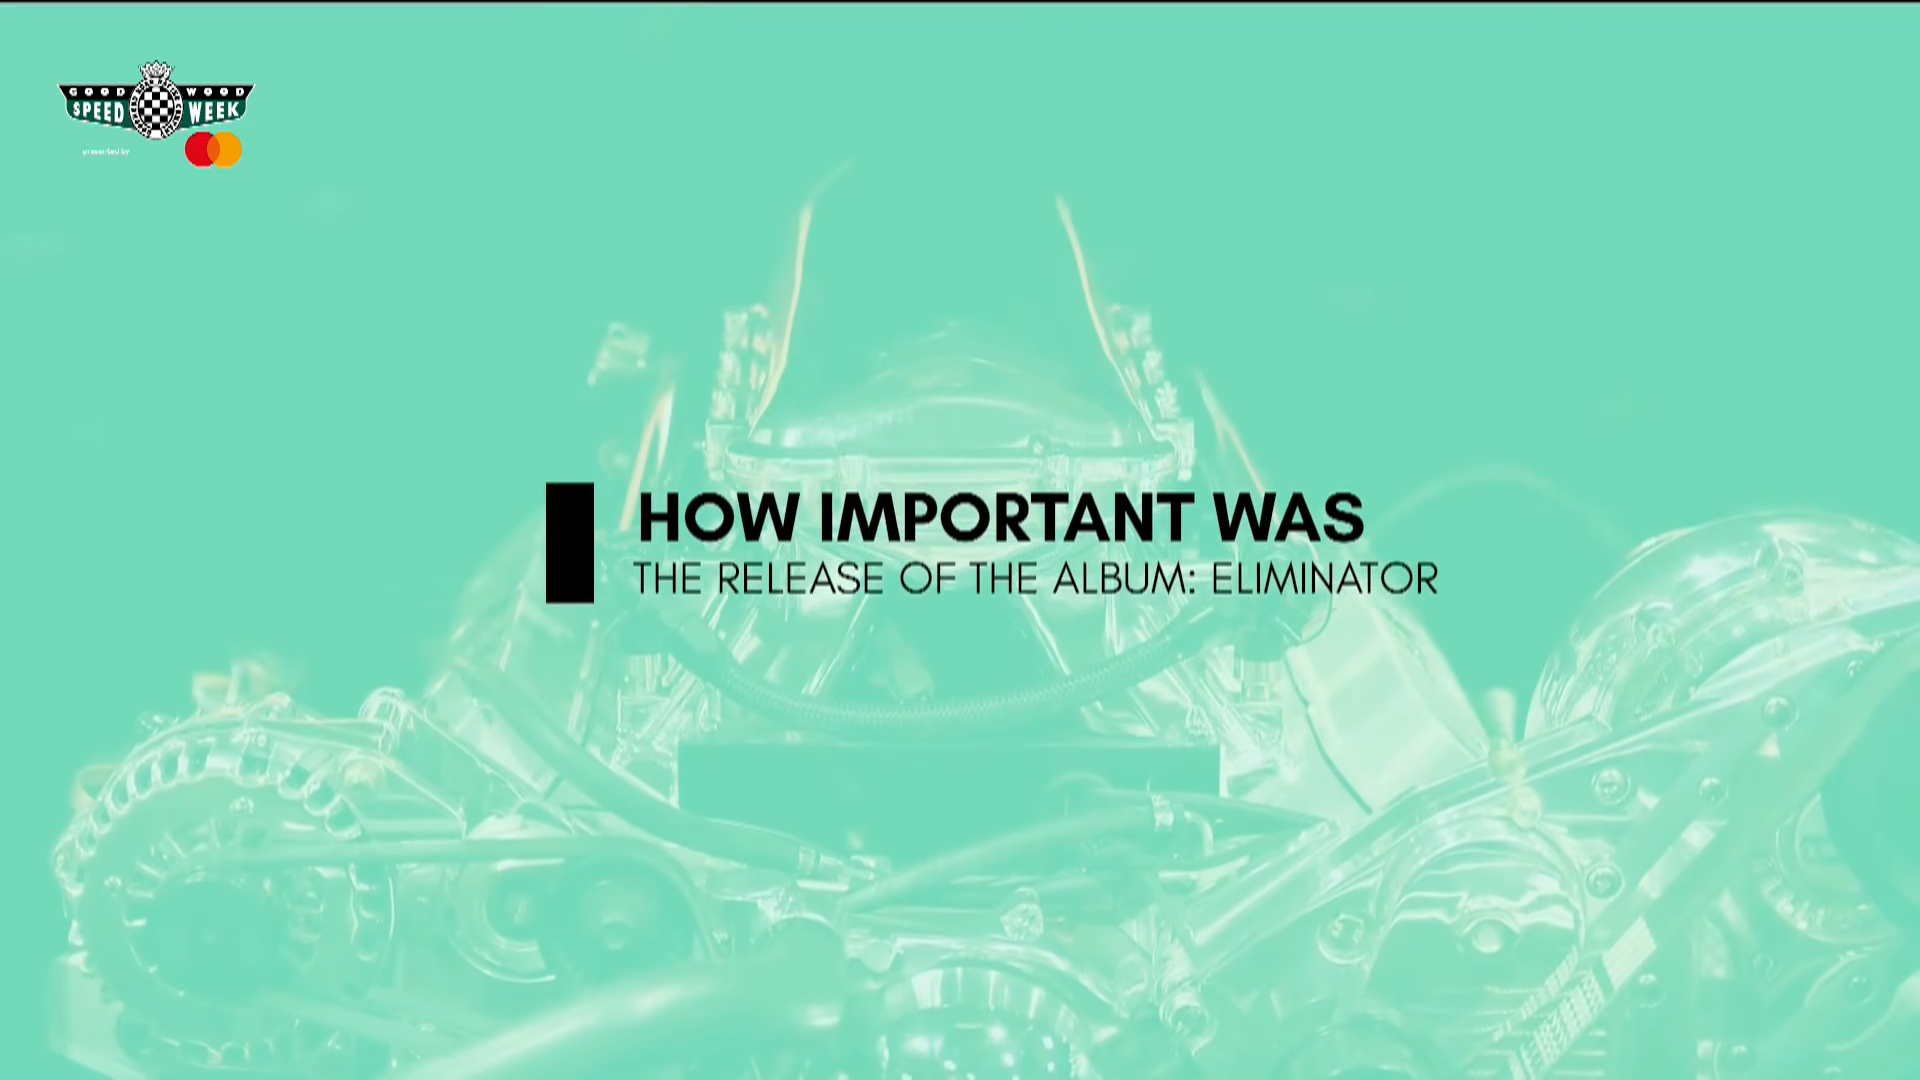 GOOD WOOD
SPEED WEEK
HOW IMPORTANT WAS
THE RELEASE OF THE ALBUM: ELIMINATOR